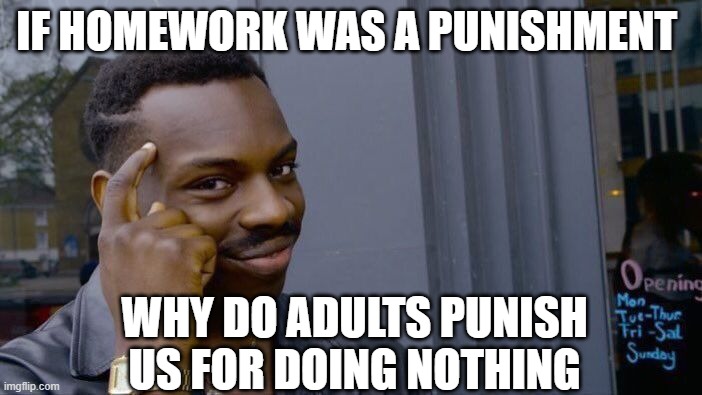 IF HOMEWORK WAS A PUNISHMENT
WHY DO ADULTS PUNISH
US FOR DOING NOTHING
Opening
Mon
Tue-Thur
Fri-Sat
Sunday
imgflip.com